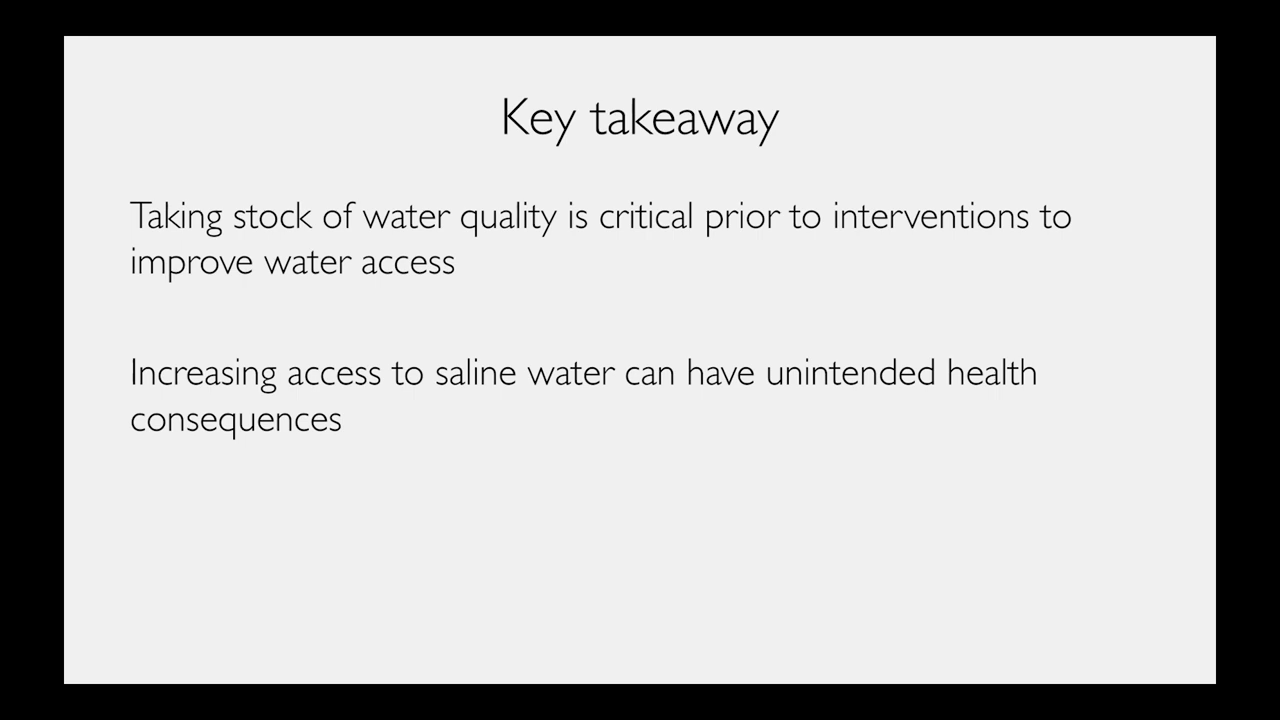 Key takeaway
Taking stock of water quality is critical prior to interventions to
improve water access
Increasing access to saline water can have unintended health
consequences